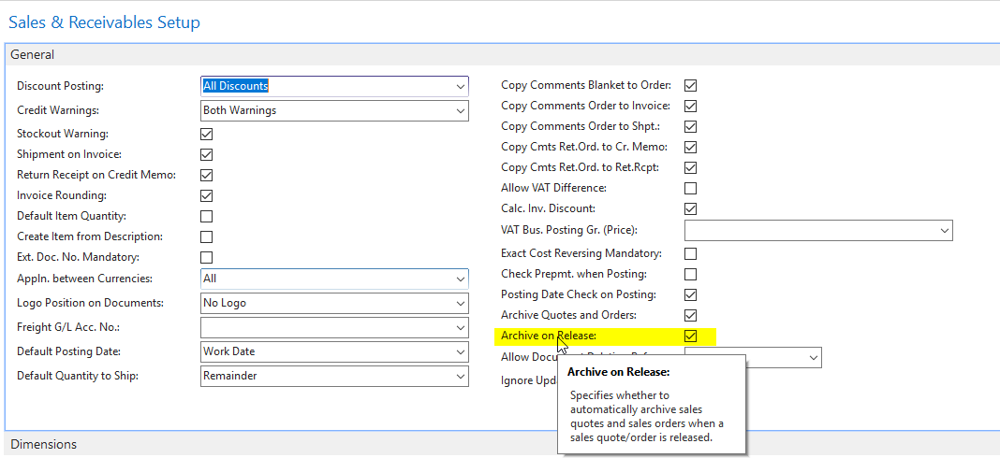 Sales & Receivables Setup
General
Discount Posting: All Discounts
Credit Warnings: Both Warnings
Stockout Warning:
Shipment on Invoice:
Return Receipt on Credit Memo:
Invoice Rounding:
Default Item Quantity:
Create Item from Description:
Ext. Doc. No. Mandatory:
Appln. between Currencies: All
Logo Position on Documents: No Logo
Freight G/L Acc. No.:
Default Posting Date: Work Date
Default Quantity to Ship: Remainder
Copy Comments Blanket to Order:
Copy Comments Order to Invoice:
Copy Comments Order to Shpt.:
Copy Cmts Ret.Ord. to Cr. Memo:
Copy Cmts Ret.Ord. to Ret.Rcpt:
Allow VAT Difference:
Calc. Inv. Discount:
VAT Bus. Posting Gr. (Price):
Exact Cost Reversing Mandatory:
Check Prepmt. when Posting:
Posting Date Check on Posting:
Archive Quotes and Orders:
Archive on Release:
Allow
Ignore
Archive on Release:
Specifies whether to
automatically archive sales
quotes and sales orders when a
sales quote/order is released.
Dimensions